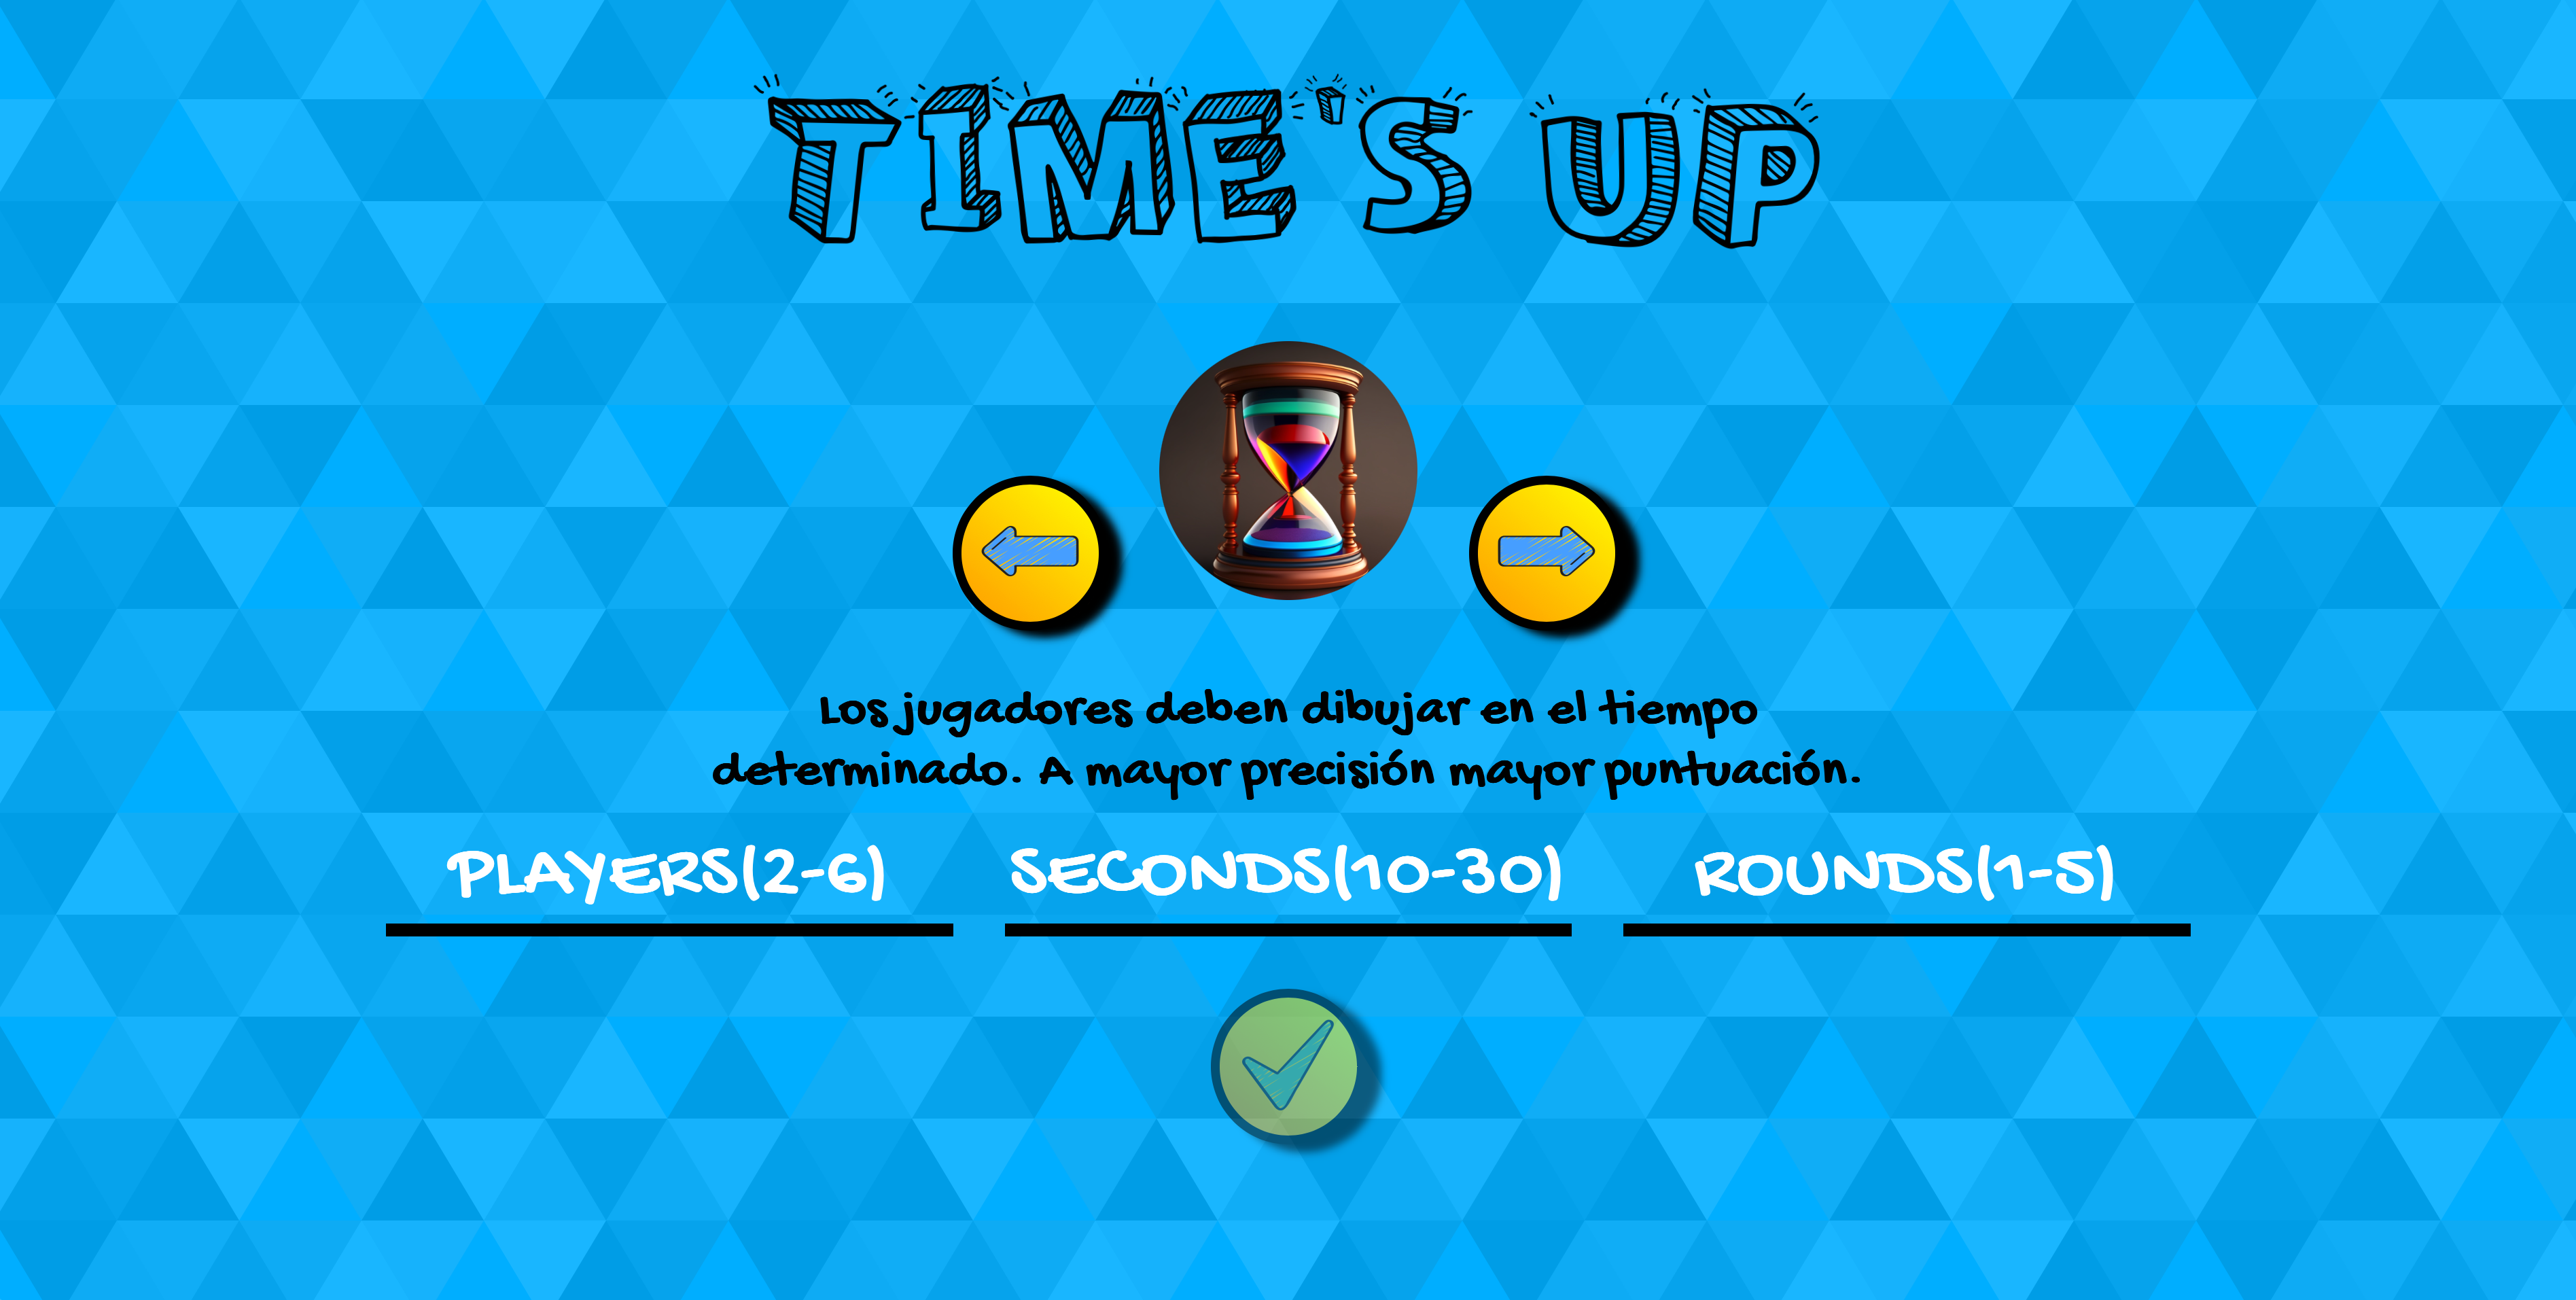 TIME'S UP
Los jugadores deben dibujar en el tiempo
determinado. A mayor precisión mayor puntuación.
PLAYERS(2-6)
SECONDS(10-30)
ROUNDS(1-5)